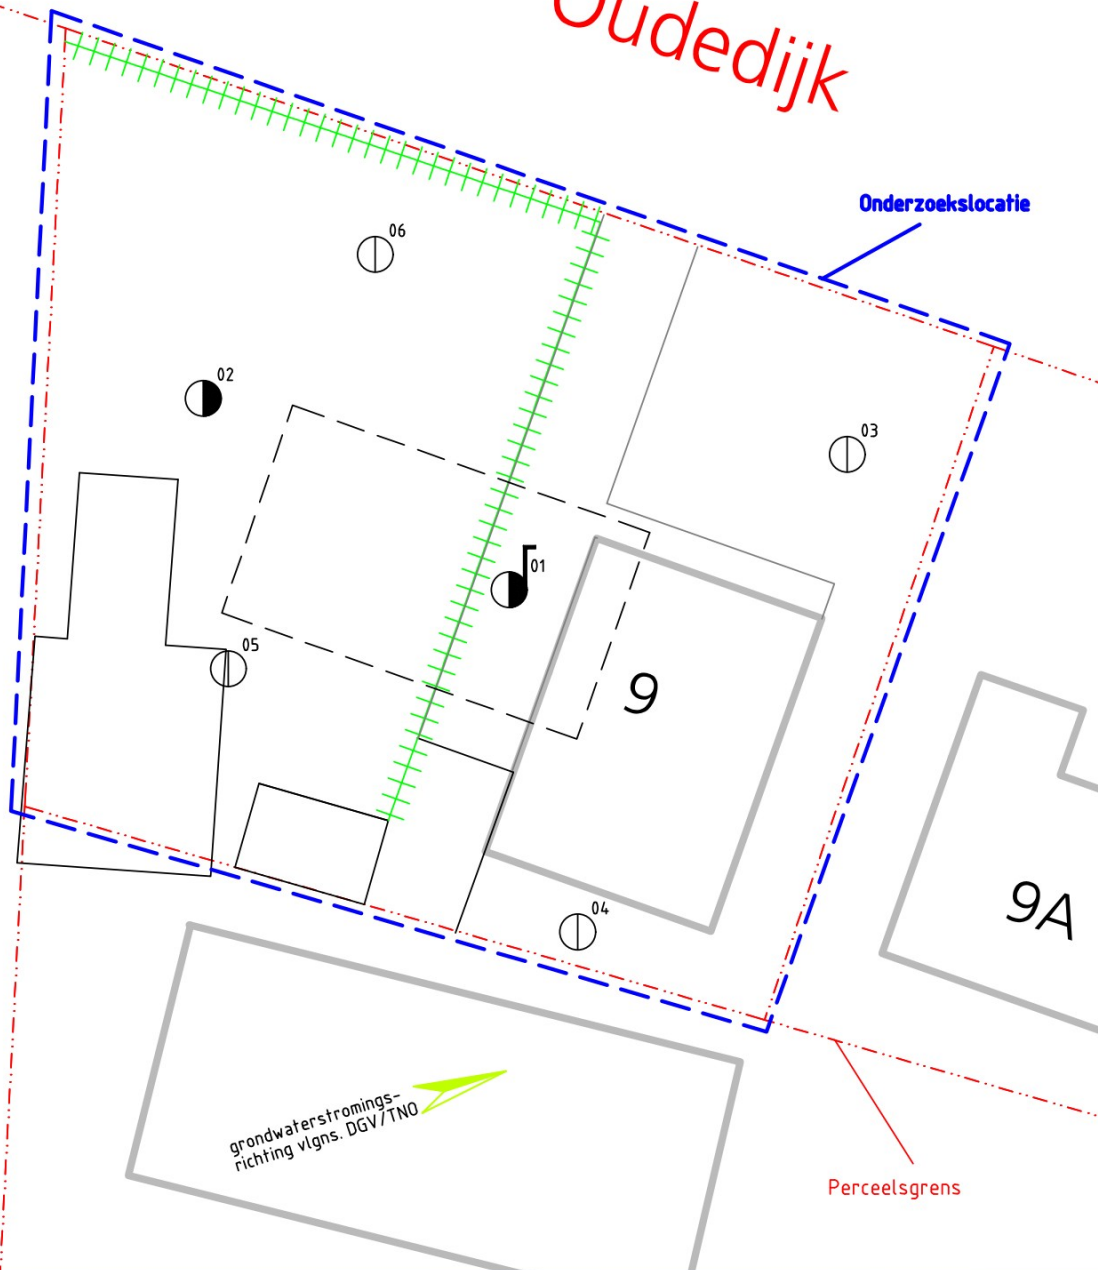 Oudedijk
Onderzoekslocatie
06
02
03
01
05
9
04
9A
grondwaterstromings-
richting vlgns. DGV/TNO
Perceelsgrens